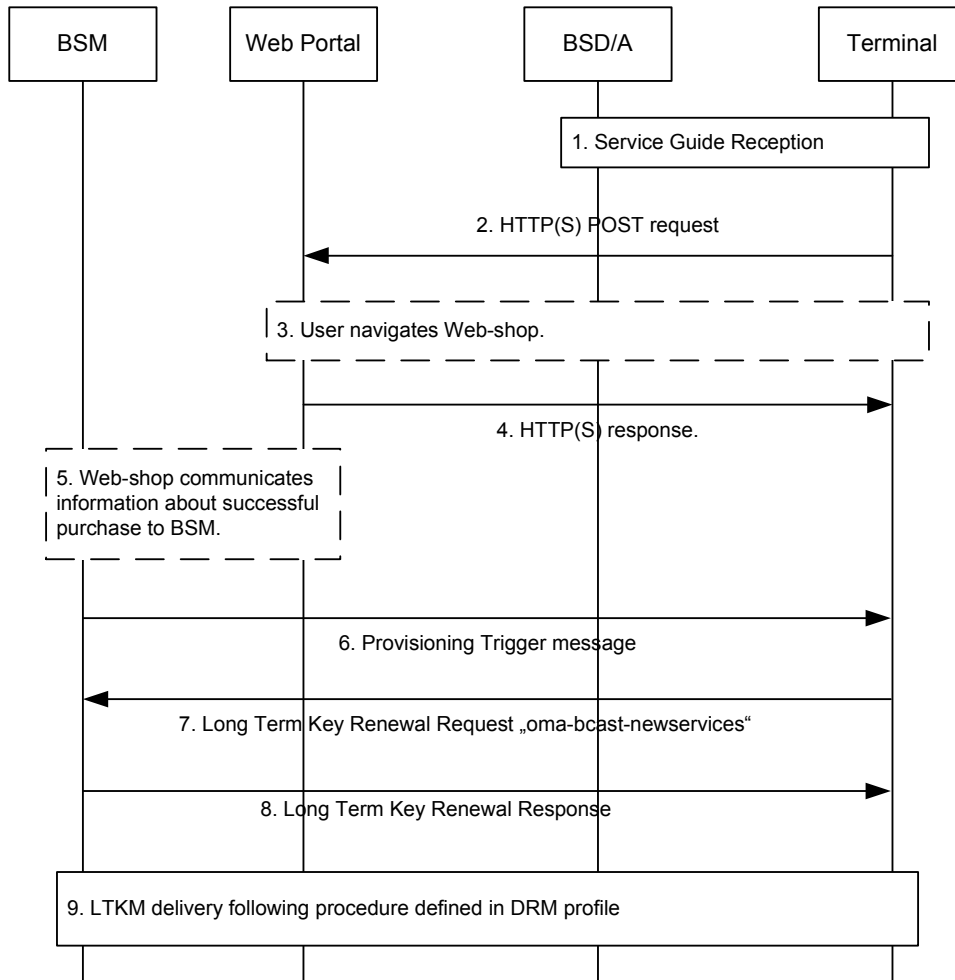 BSM
Web Portal
BSD/A
Terminal
1. Service Guide Reception
2. HTTP(S) POST request
3. User navigates Web-shop.
4. HTTP(S) response.
5. Web-shop communicates
information about successful
purchase to BSM.
6. Provisioning Trigger message
7. Long Term Key Renewal Request „oma-bcast-newservices“
8. Long Term Key Renewal Response
9. LTKM delivery following procedure defined in DRM profile